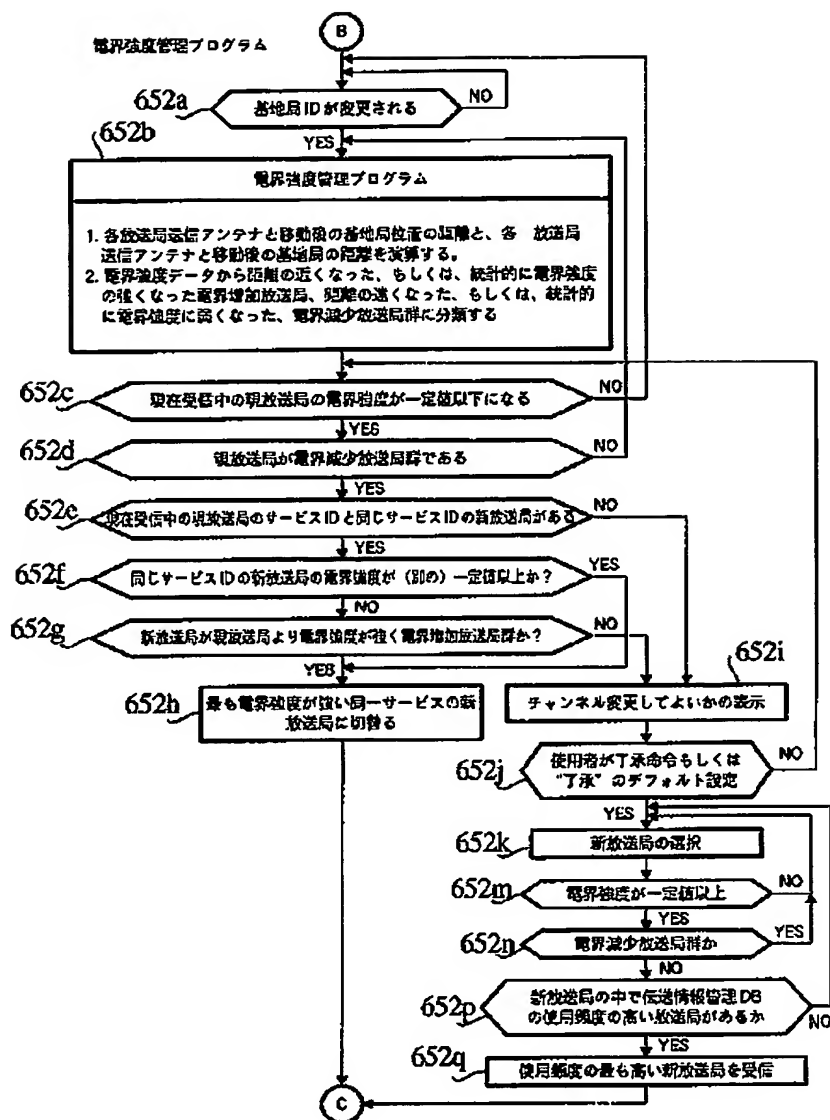 電界強度管理プログラム
B
652a
基地局IDが変更される
NO
YES
652b
電界強度管理プログラム
1. 各放送局送信アンテナと移動後の基地局位置の距離と、各 放送局
送信アンテナと移動後の基地局の距離を演算する。
2. 電界強度データから距離の近くなった、もしくは、統計的に電界強度
の強くなった電界増加放送局、距離の遠くなった、もしくは、統計的
に電界強度に弱くなった、電界減少放送局群に分類する
652c
現在受信中の現放送局の電界強度が一定値以下になる
NO
YES
652d
現放送局が電界減少放送局群である
NO
YES
652e
現在受信中の現放送局のサービスIDと同じサービスIDの新放送局がある
NO
YES
652f
同じサービスIDの新放送局の電界強度が（別の）一定値以上か？
YES
NO
652g
新放送局が現放送局より電界強度が強く電界増加放送局群か？
NO
YES
652h
最も電界強度が強い同一サービスの新
放送局に切替る
652i
チャンネル変更してよいかの表示
652j
使用者が了承命令もしくは
“了承”のデフォルト設定
NO
YES
652k
新放送局の選択
652m
電界強度が一定値以上
NO
YES
652n
電界減少放送局群か
YES
NO
652p
新放送局の中で伝送情報管理DB
の使用頻度の高い放送局があるか
NO
YES
652q
使用頻度の最も高い新放送局を受信
C